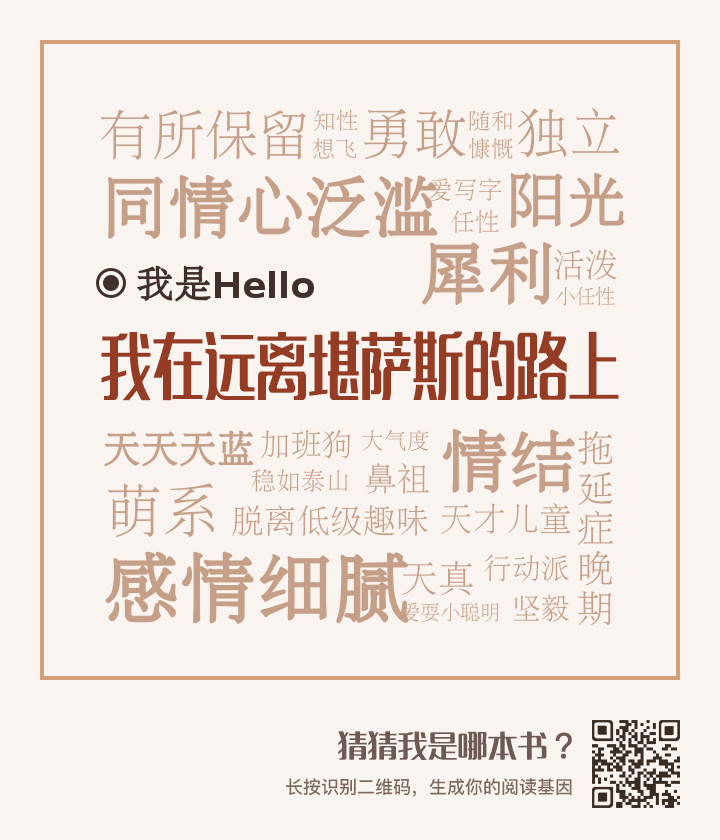 有所保留 知性 勇敢 随和 独立
想飞 慷慨
同情心泛滥 爱写字 阳光
任性
犀利 活泼
小任性
我是Hello
我在远离堪萨斯的路上
天天天蓝 加班狗 大气度 情结 拖延症
稳如泰山 鼻祖
萌系 脱离低级趣味 天才儿童
感情细腻 天真 行动派 晚期
爱耍小聪明 坚毅
猜猜我是哪本书？
长按识别二维码，生成你的阅读基因